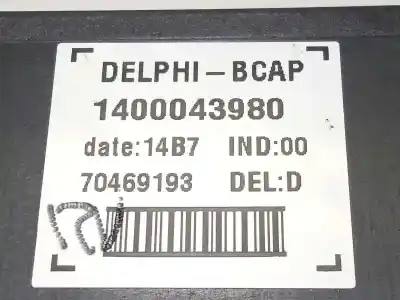 DELPHI-BCAP
1400043980
date:14B7 IND:00
70469193 DEL:D